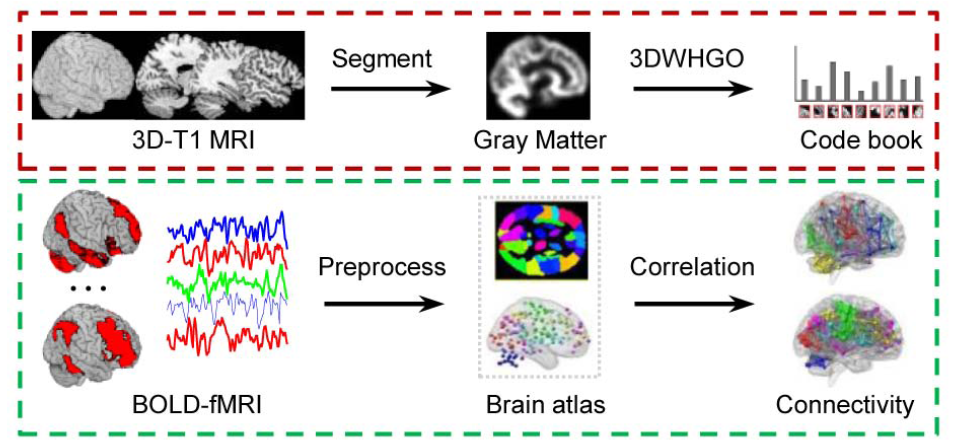 Segment
3DWHGO
3D-T1 MRI
Gray Matter
Code book
Preprocess
Correlation
BOLD-fMRI
Brain atlas
Connectivity